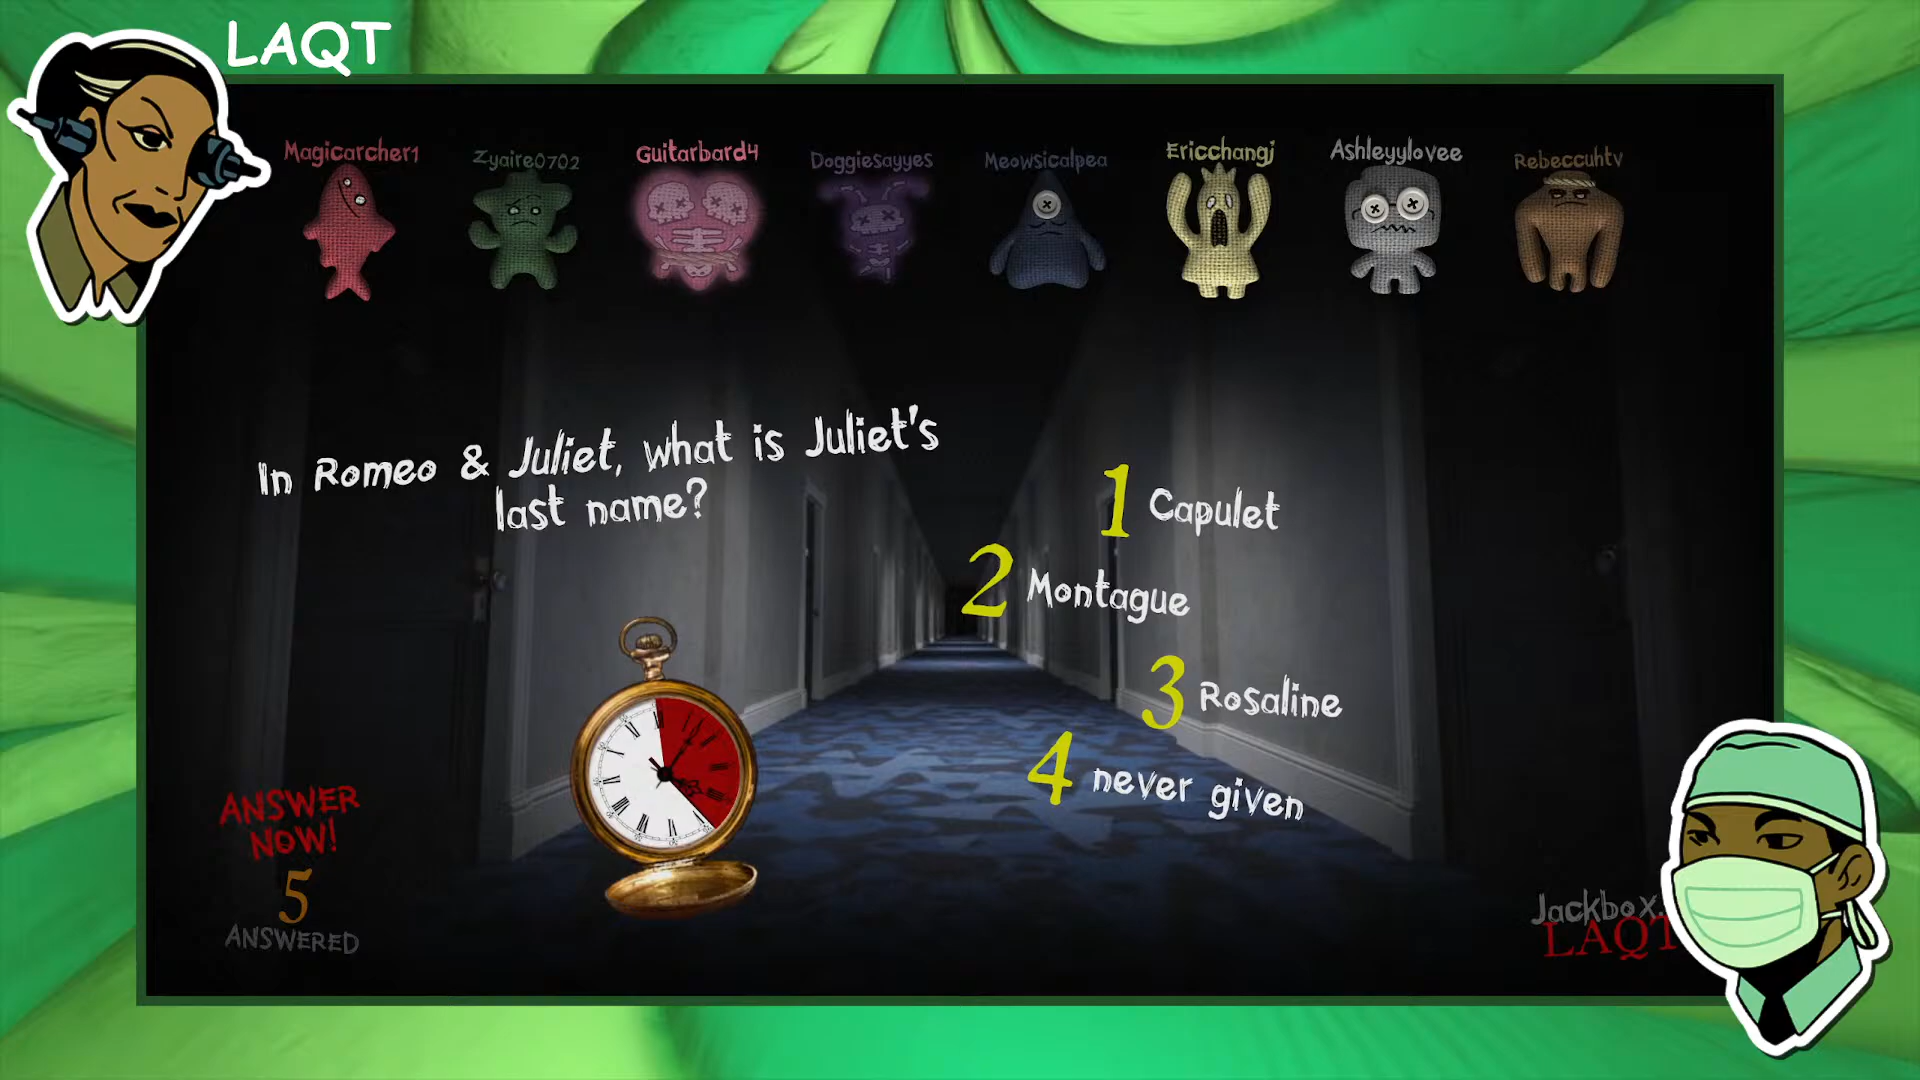 LAQT
Magicarcher1 Zyaire0702 Guitarbard4 Doggiesayyes Meowsicalpea Ericchangj Ashleyylovee Rebeccuhtv
In Romeo & Juliet, what is Juliet's
last name?
1 Capulet
2 Montague
3 Rosaline
4 never given
ANSWER
NOW!
5
ANSWERED
Jackbox.
LAQT